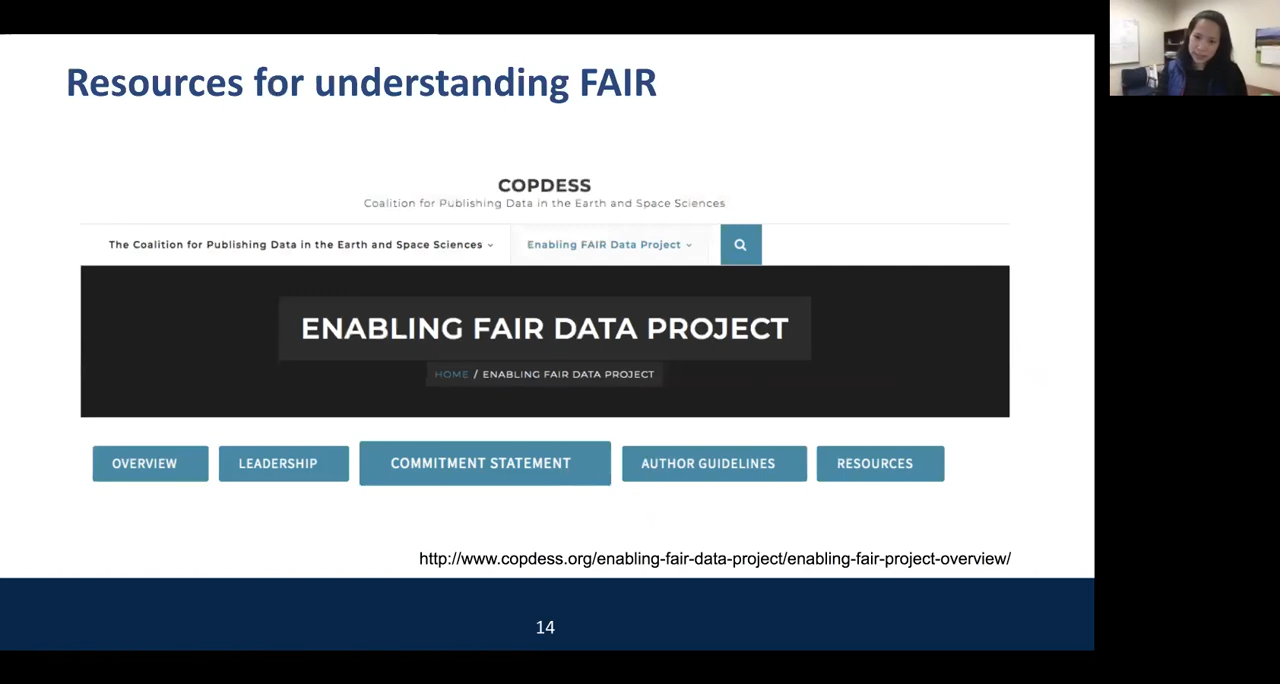 Resources for understanding FAIR
COPDESS
Coalition for Publishing Data in the Earth and Space Sciences
The Coalition for Publishing Data in the Earth and Space Sciences Enabling FAIR Data Project
ENABLING FAIR DATA PROJECT
HOME / ENABLING FAIR DATA PROJECT
OVERVIEW LEADERSHIP COMMITMENT STATEMENT AUTHOR GUIDELINES RESOURCES
http://www.copdess.org/enabling-fair-data-project/enabling-fair-project-overview/
14